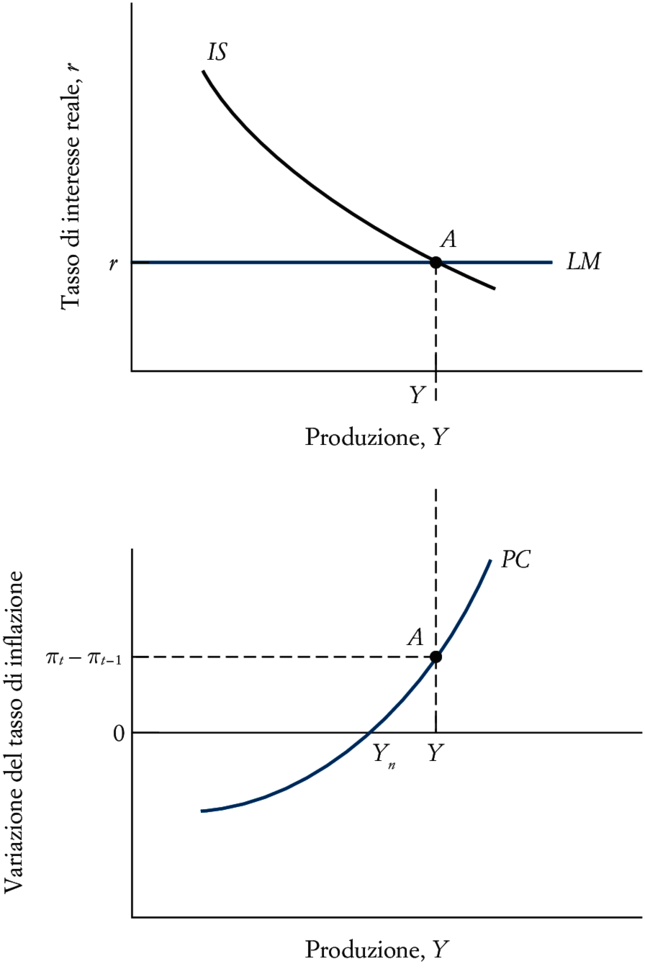 IS
Tasso di interesse reale, r
A
r
LM
Y
Produzione, Y
PC
Variazione del tasso di inflazione
A
πt – πt–1
0
Yn
Y
Produzione, Y